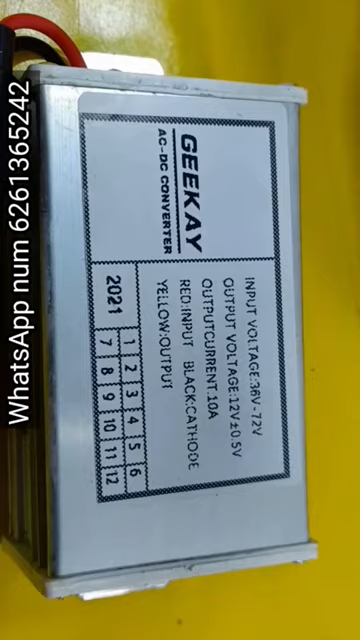 WhatsApp num 6261365242
GEEKAY
AC-DC CONVERTER
INPUT VOLTAGE:36V-72V
OUTPUT VOLTAGE:12V±0.5V
OUTPUTCURRENT:10A
RED:INPUT BLACK:CATHODE
YELLOW:OUTPUT
2021
1 2 3 4 5 6
7 8 9 10 11 12